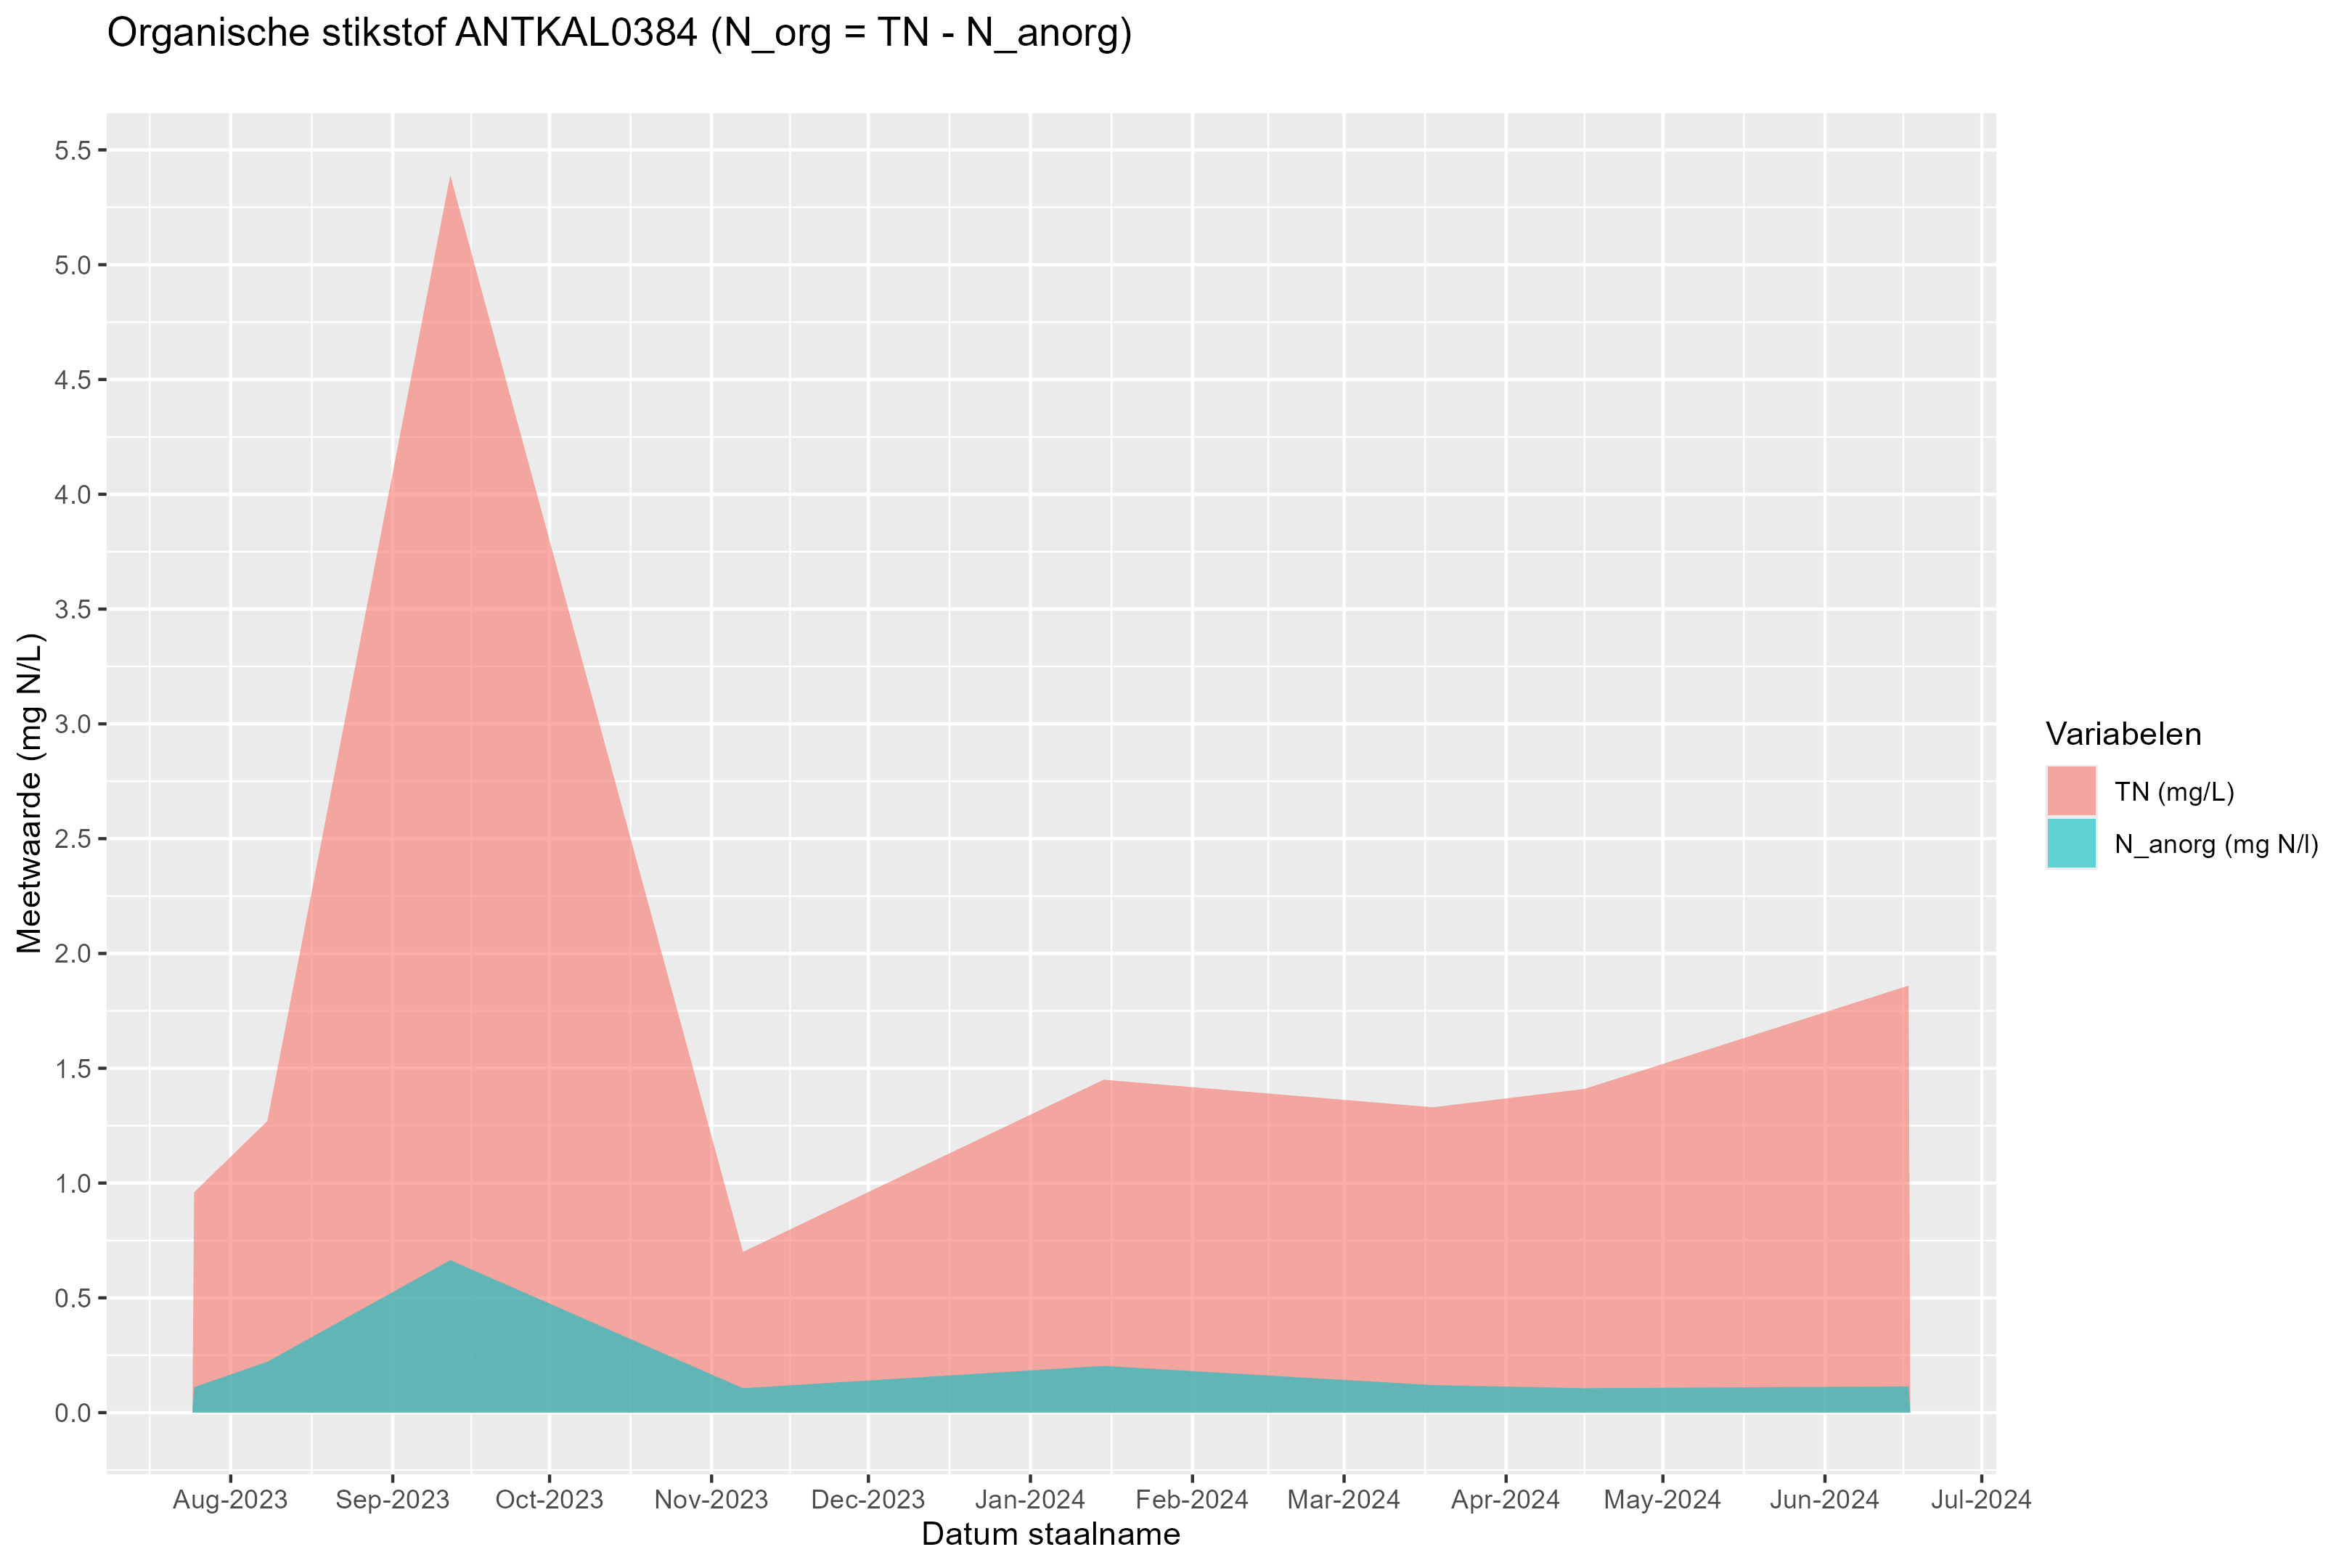 Organische stikstof ANTKAL0384 (N_org = TN - N_anorg)
5.5
5.0
4.5
4.0
3.5
3.0
2.5
2.0
1.5
1.0
0.5
0.0
Meetwaarde (mg N/L)
Aug-2023 Sep-2023 Oct-2023 Nov-2023 Dec-2023 Jan-2024 Feb-2024 Mar-2024 Apr-2024 May-2024 Jun-2024 Jul-2024
Datum staalname
Variabelen
TN (mg/L)
N_anorg (mg N/l)